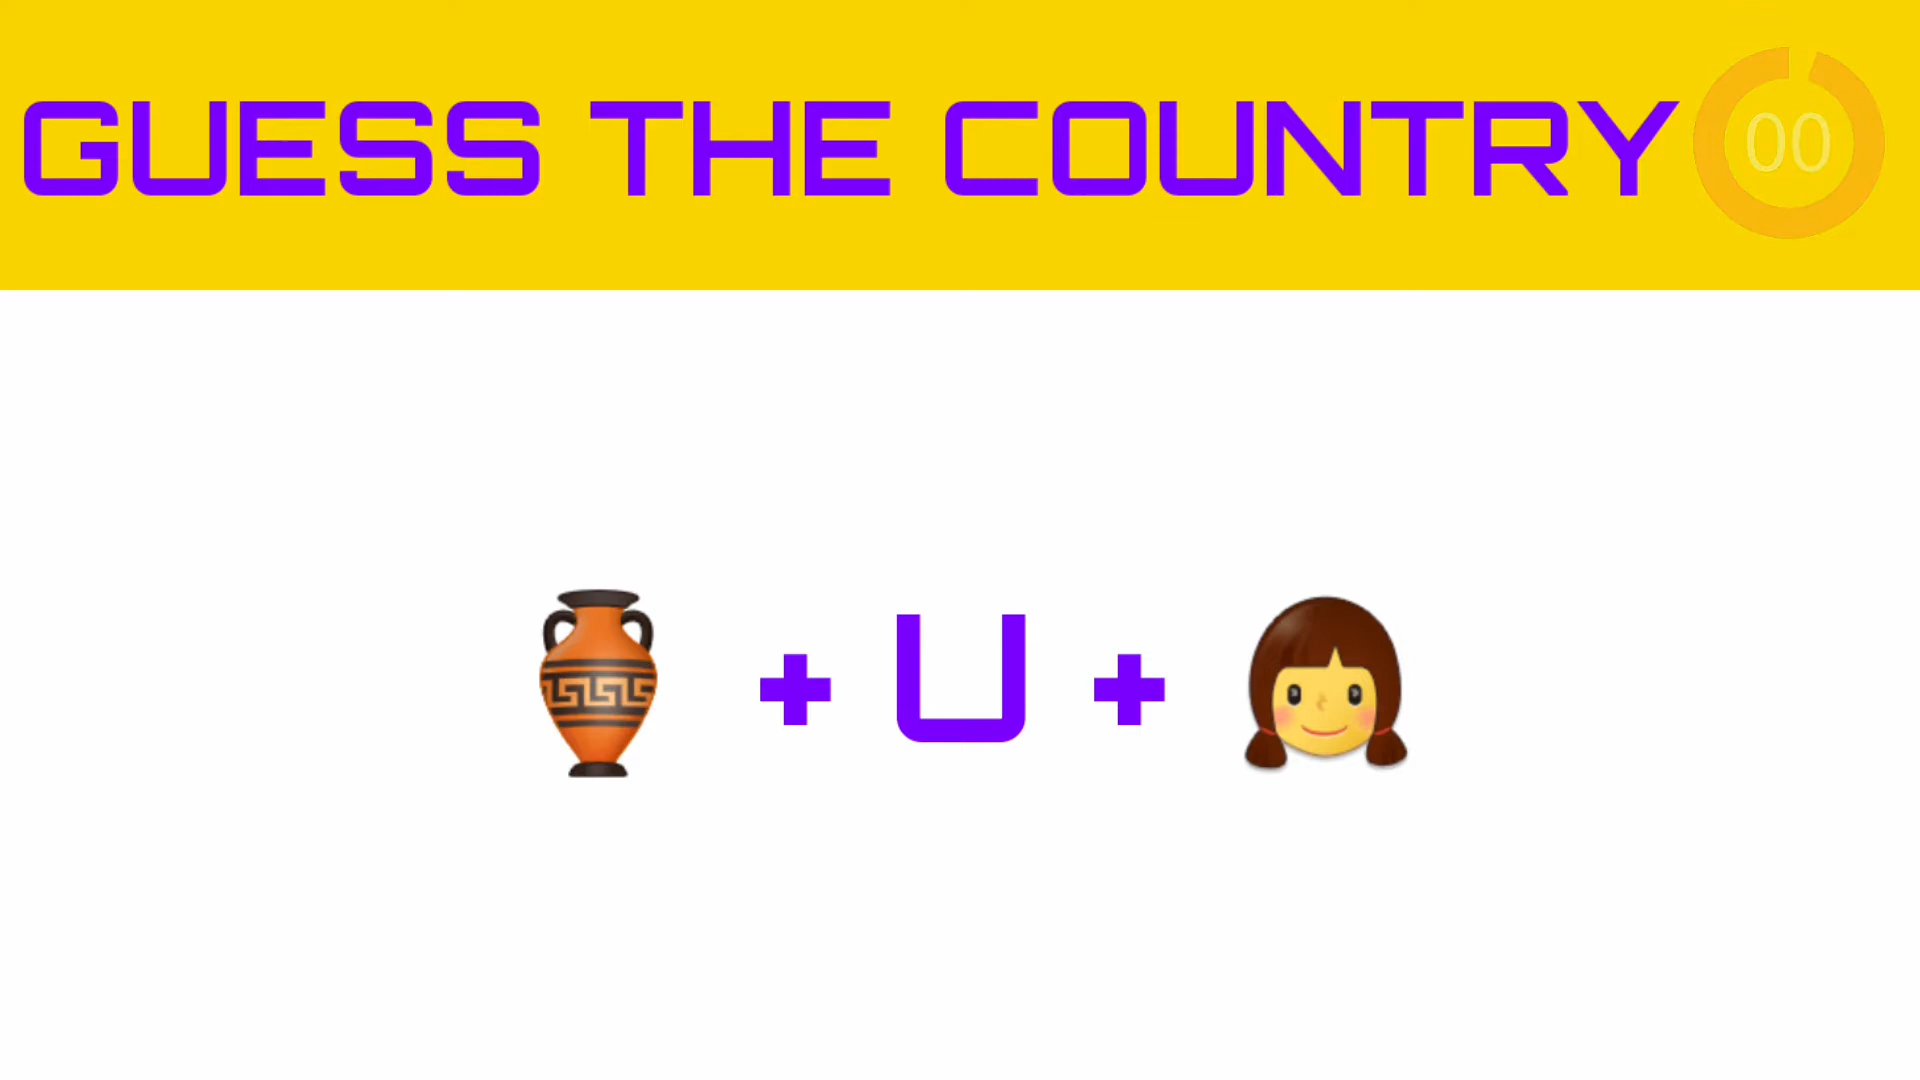 GUESS THE COUNTRY
00
+ U +